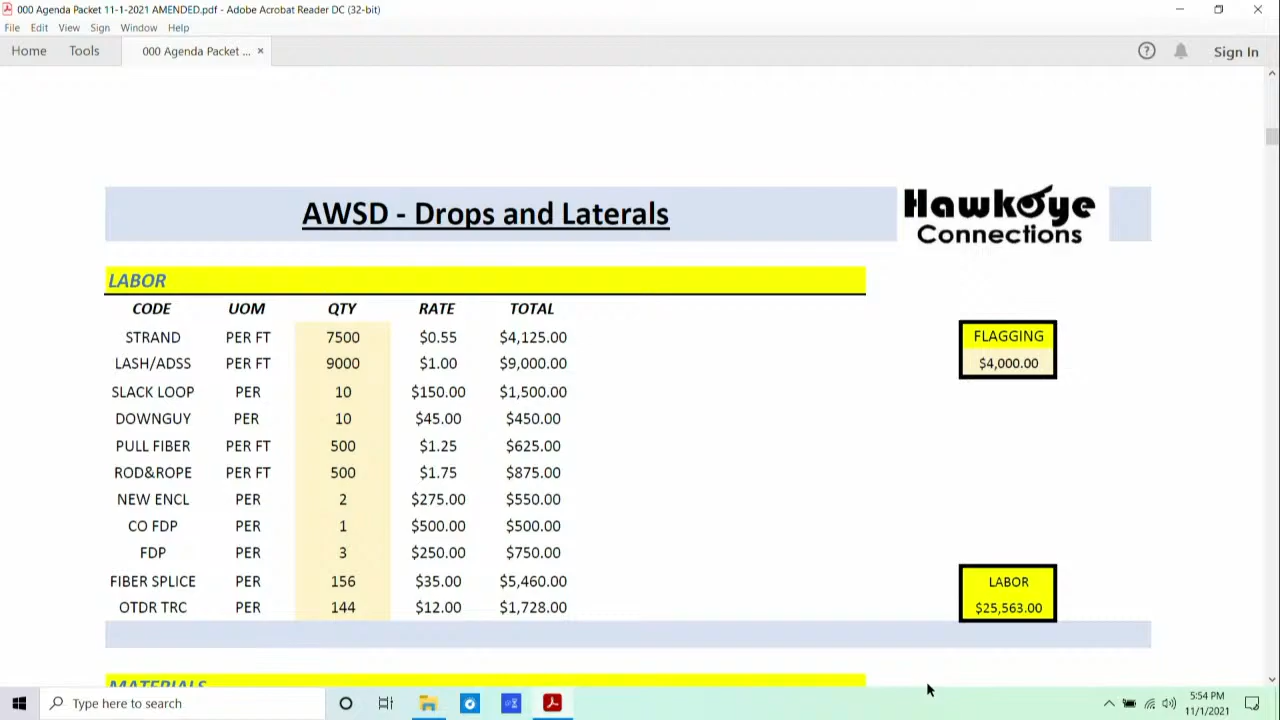 000 Agenda Packet 11-1-2021 AMENDED.pdf - Adobe Acrobat Reader DC (32-bit)
File Edit View Sign Window Help
Home Tools 000 Agenda Packet ... × Sign In
AWSD - Drops and Laterals
Hawkeye
Connections
LABOR
CODE UOM QTY RATE TOTAL
STRAND PER FT 7500 $0.55 $4,125.00 FLAGGING
LASH/ADSS PER FT 9000 $1.00 $9,000.00 $4,000.00
SLACK LOOP PER 10 $150.00 $1,500.00
DOWNGUY PER 10 $45.00 $450.00
PULL FIBER PER FT 500 $1.25 $625.00
ROD&ROPE PER FT 500 $1.75 $875.00
NEW ENCL PER 2 $275.00 $550.00
CO FDP PER 1 $500.00 $500.00
FDP PER 3 $250.00 $750.00
FIBER SPLICE PER 156 $35.00 $5,460.00 LABOR
OTDR TRC PER 144 $12.00 $1,728.00 $25,563.00
MATERIALS
Type here to search
5:54 PM
11/1/2021